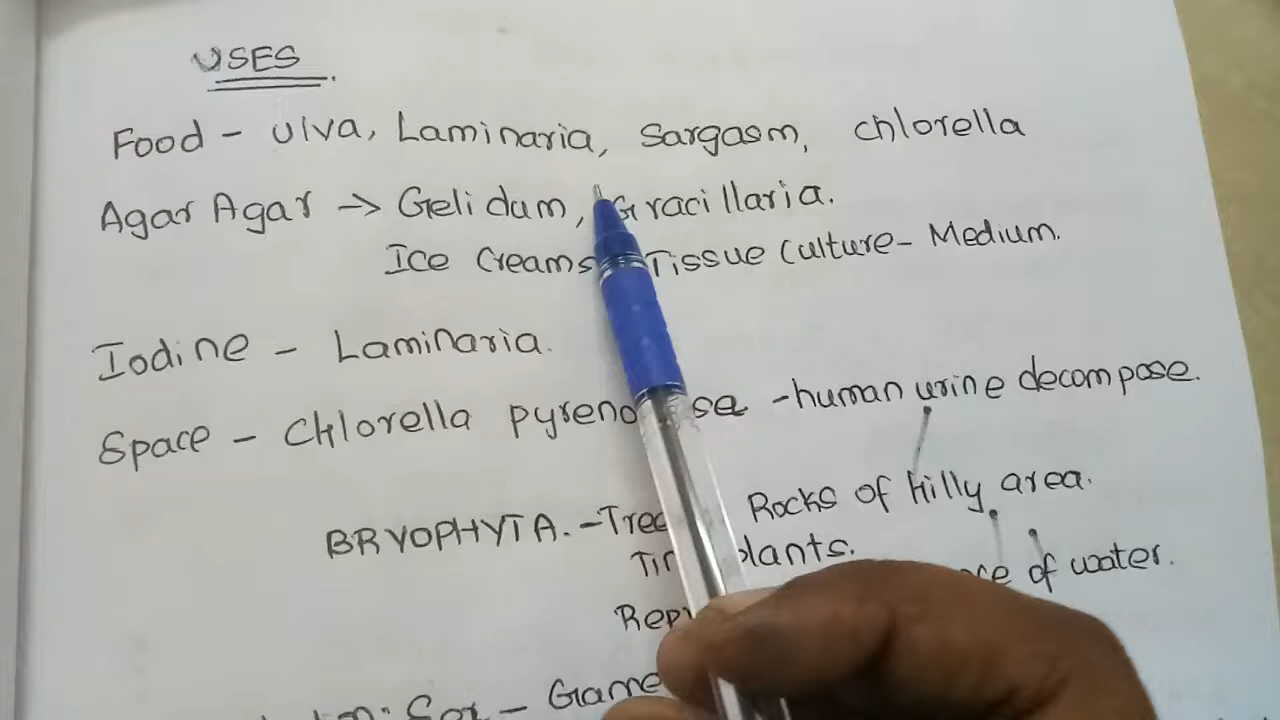 USES
Food - Ulva, Laminaria, Sargasm, chlorella
Agar Agar → Gelidum, Gracillaria.
Ice Creams Tissue Culture - Medium.
Iodine - Laminaria.
Space - Chlorella - human urine decompose.
BRYOPHYTA. - Rocks of hilly area.
plants.
of water.
Sex -